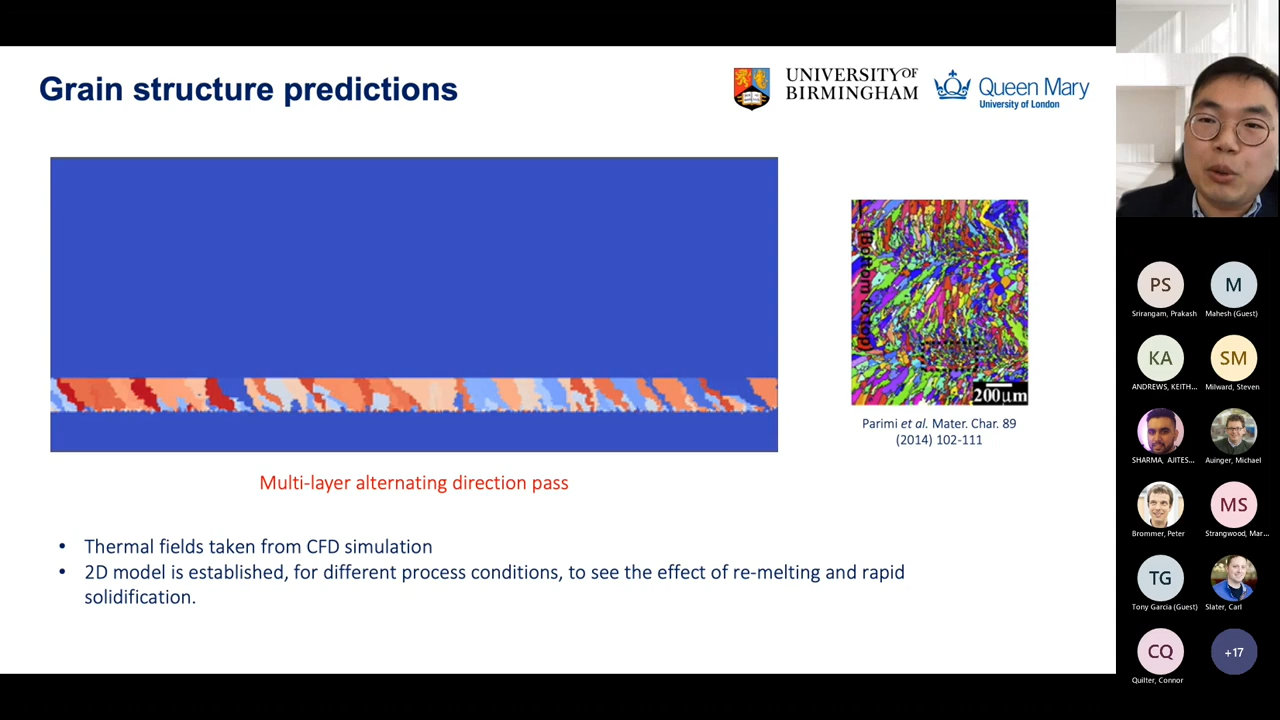 Grain structure predictions
UNIVERSITY OF
BIRMINGHAM
Queen Mary
University of London
(Bottom to top)
200μm
Parimi et al. Mater. Char. 89
(2014) 102-111
Multi-layer alternating direction pass
• Thermal fields taken from CFD simulation
• 2D model is established, for different process conditions, to see the effect of re-melting and rapid
solidification.
PS
Srirangam, Prakash
M
Mahesh (Guest)
KA
ANDREWS, KEITH...
SM
Milward, Steven
SHARMA, AJITES...
Auinger, Michael
Brommer, Peter
MS
Strangwood, Mar...
TG
Tony Garcia (Guest)
Slater, Carl
CQ
Quilter, Connor
+17